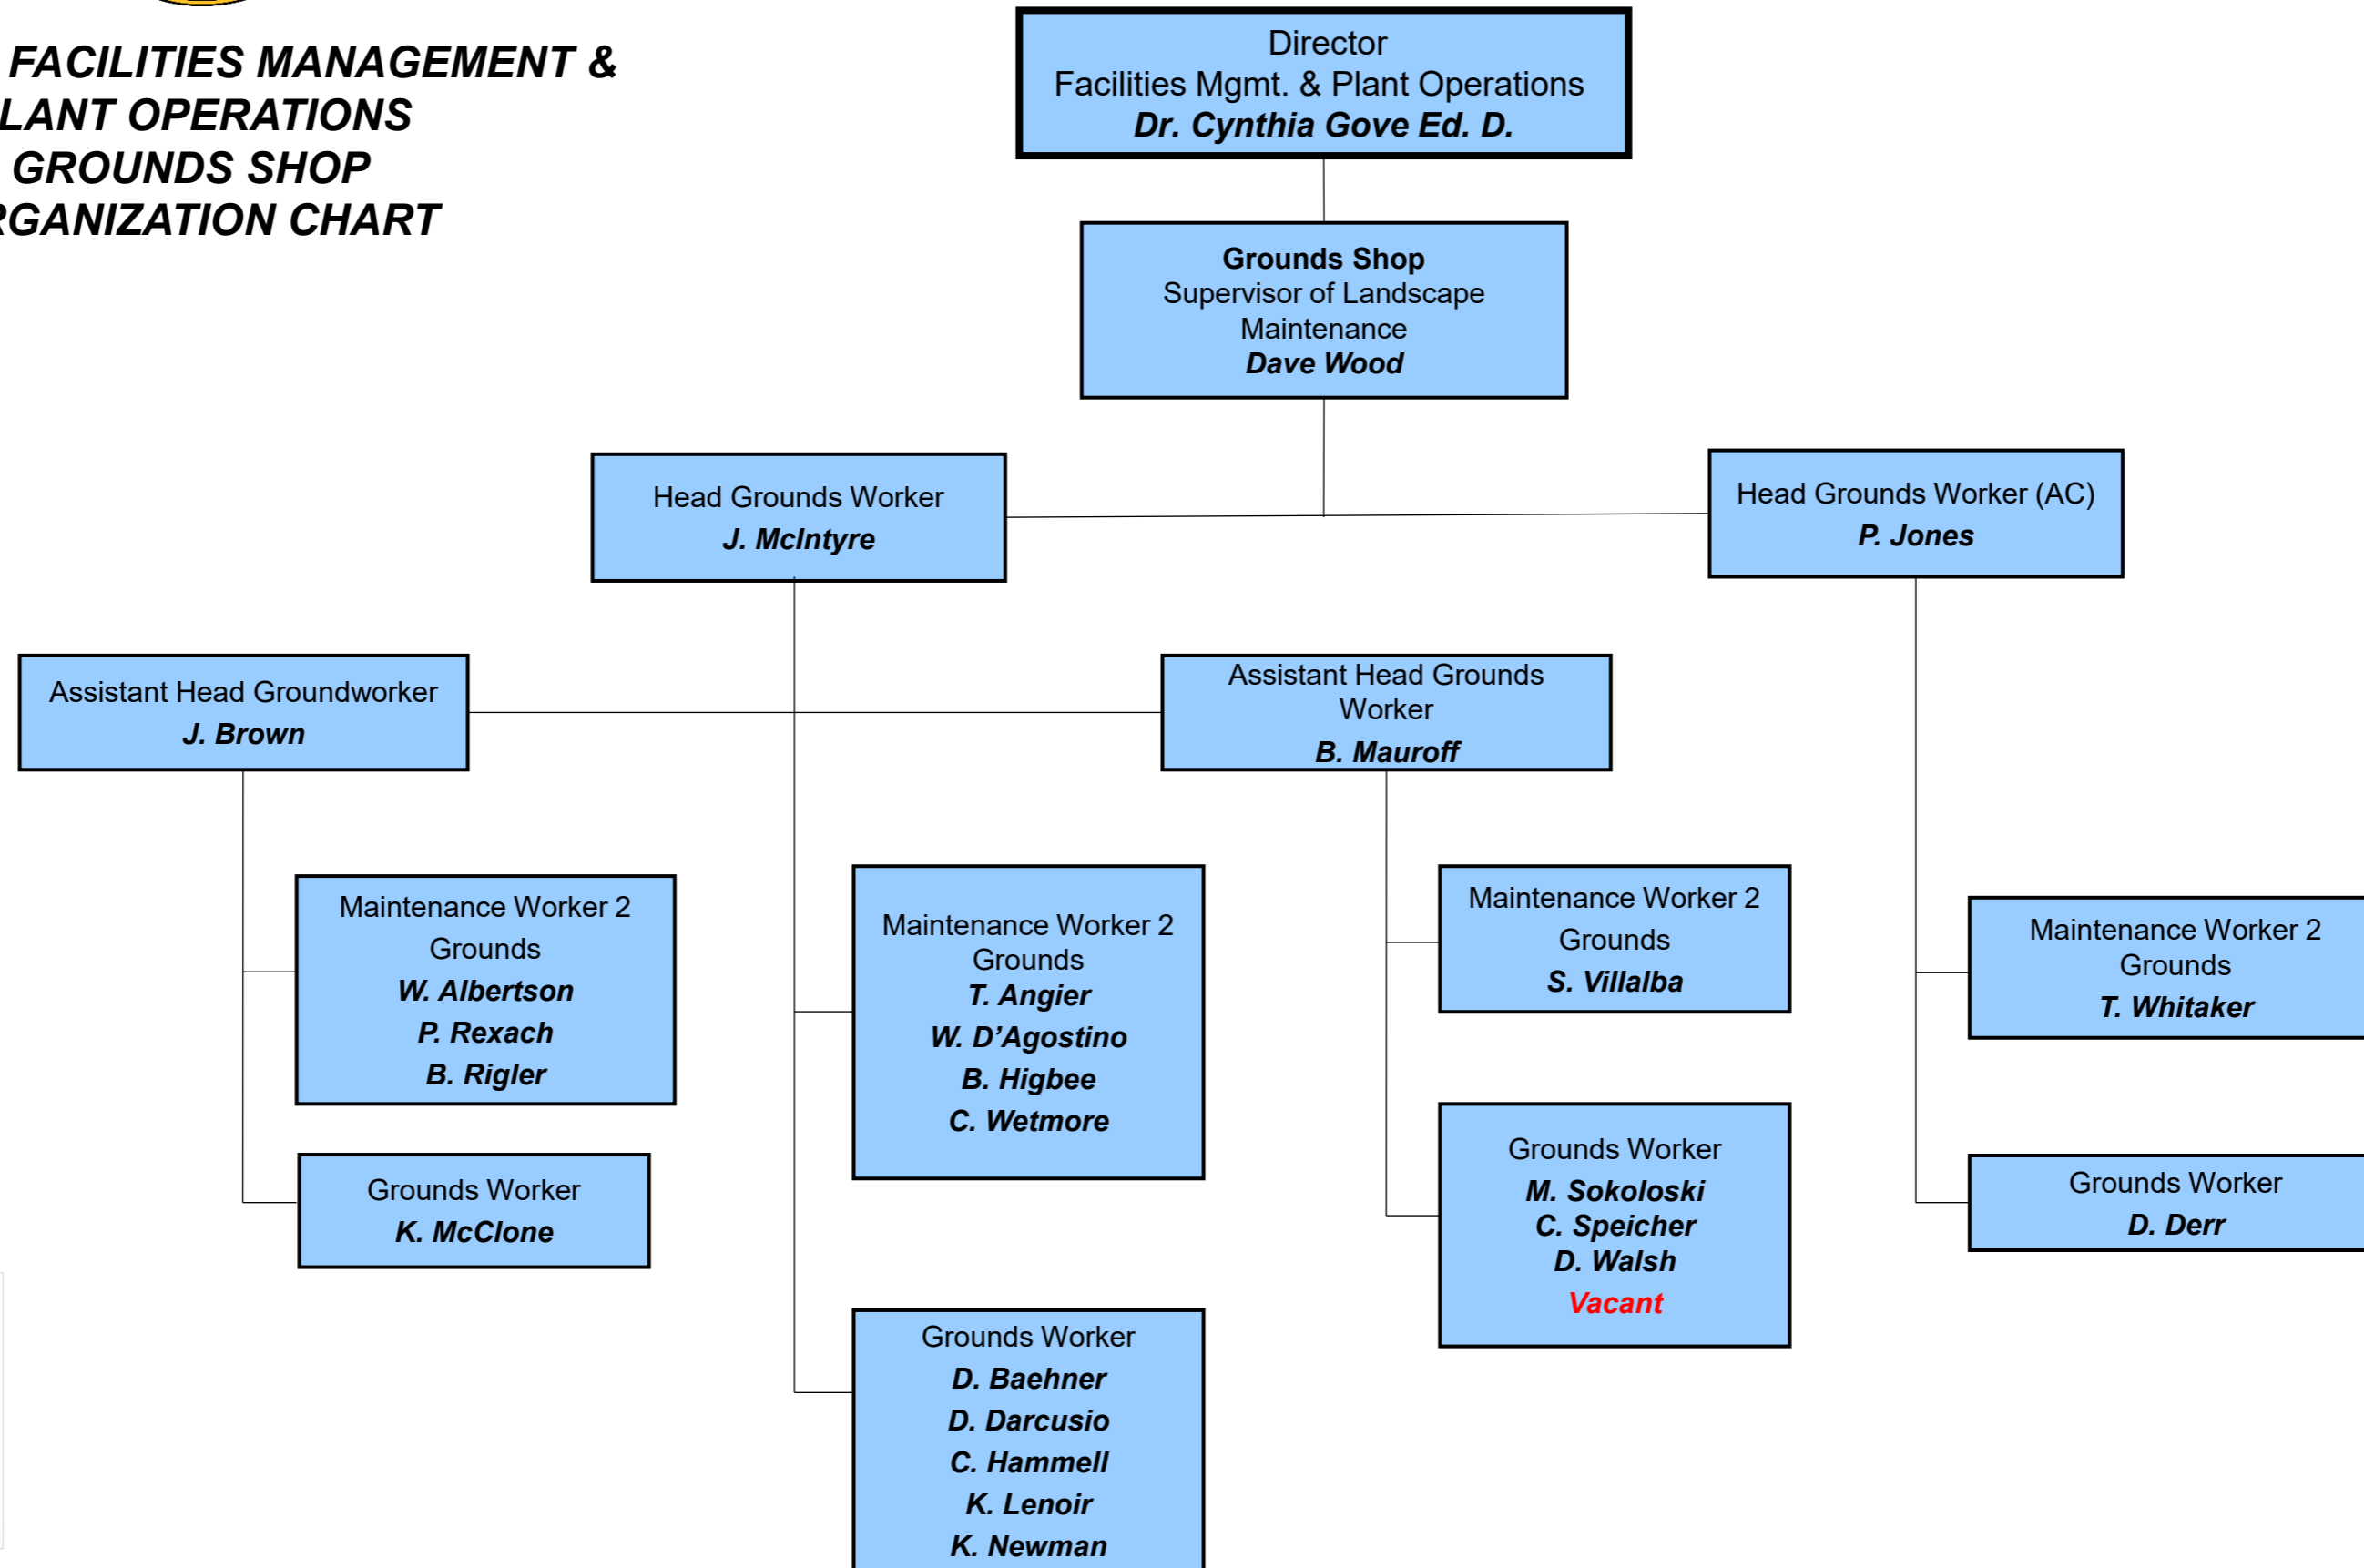 FACILITIES MANAGEMENT &
LANT OPERATIONS
GROUNDS SHOP
RGANIZATION CHART
Director
Facilities Mgmt. & Plant Operations
Dr. Cynthia Gove Ed. D.
Grounds Shop
Supervisor of Landscape
Maintenance
Dave Wood
Head Grounds Worker
J. McIntyre
Head Grounds Worker (AC)
P. Jones
Assistant Head Groundworker
J. Brown
Assistant Head Grounds
Worker
B. Mauroff
Maintenance Worker 2
Grounds
W. Albertson
P. Rexach
B. Rigler
Grounds Worker
K. McClone
Maintenance Worker 2
Grounds
T. Angier
W. D’Agostino
B. Higbee
C. Wetmore
Grounds Worker
D. Baehner
D. Darcusio
C. Hammell
K. Lenoir
K. Newman
Maintenance Worker 2
Grounds
S. Villalba
Grounds Worker
M. Sokoloski
C. Speicher
D. Walsh
Vacant
Maintenance Worker 2
Grounds
T. Whitaker
Grounds Worker
D. Derr